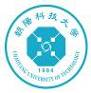 朝陽科技大學
CHAOYANG UNIVERSITY OF TECHNOLOGY
1994